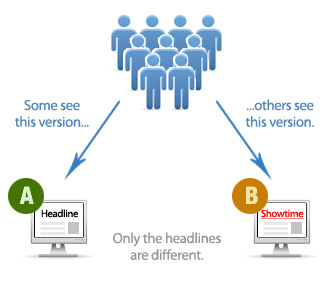 Some see
this version...
...others see
this version.
A
Headline
B
Showtime
Only the headlines
are different.